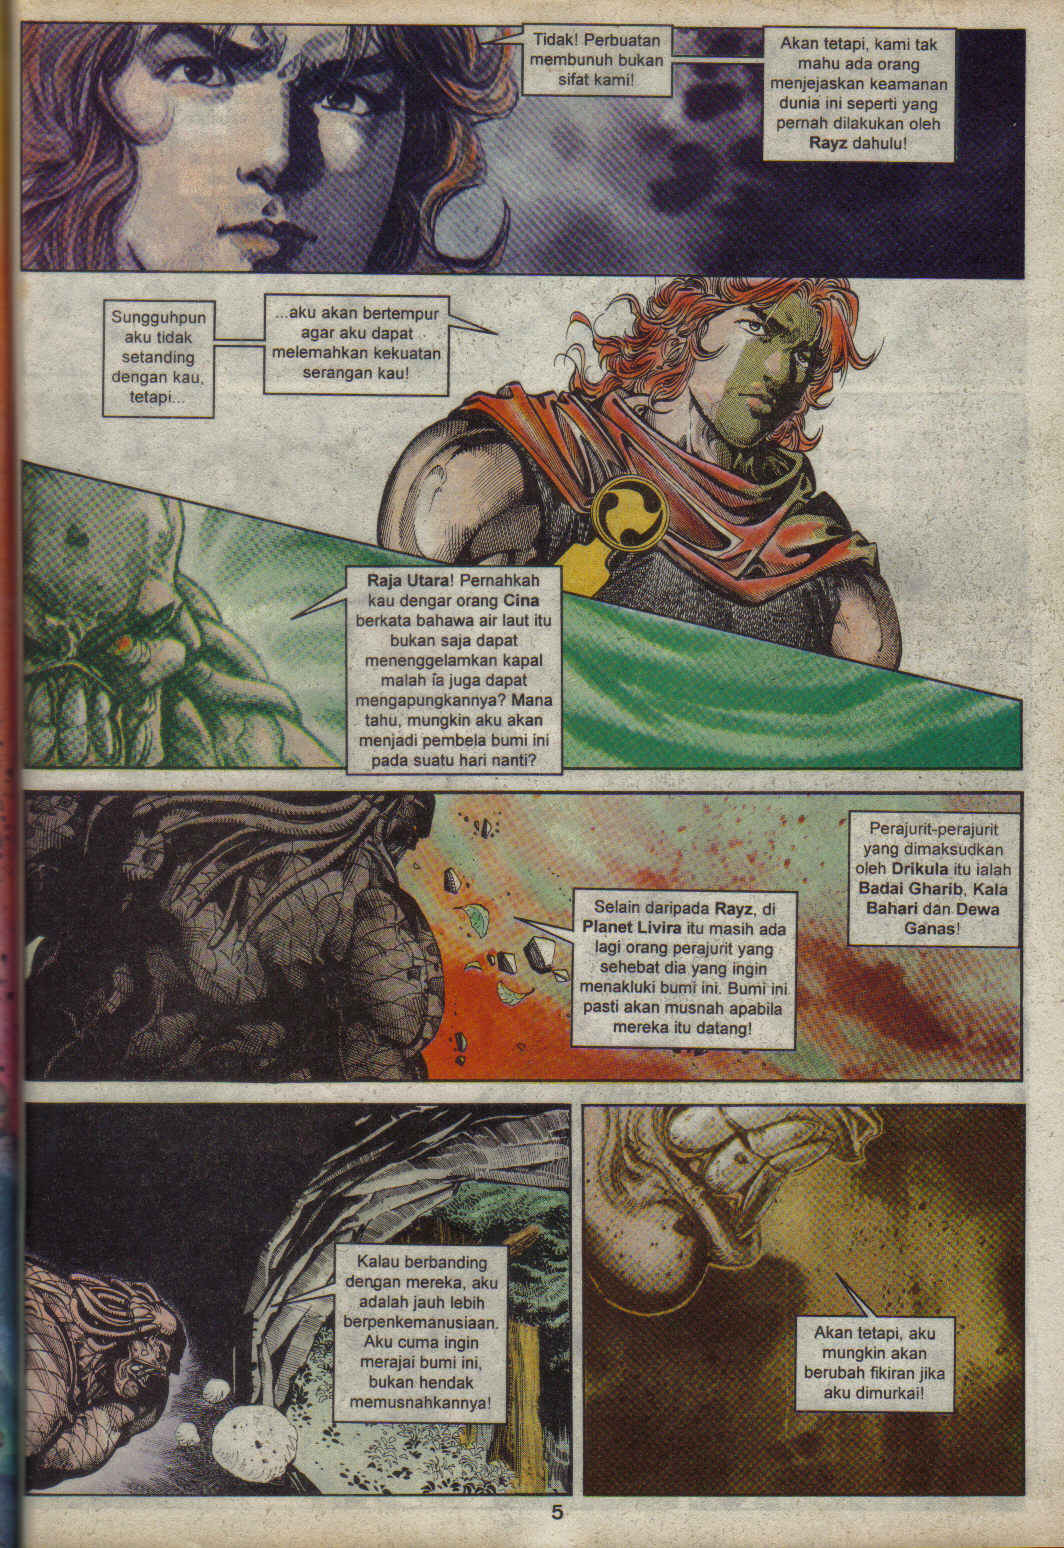 Tidak! Perbuatan
membunuh bukan
sifat kami!
Akan tetapi, kami tak
mahu ada orang
menjejaskan keamanan
dunia ini seperti yang
pernah dilakukan oleh
Rayz dahulu!
Sungguhpun
aku tidak
setanding
dengan kau,
tetapi...
...aku akan bertempur
agar aku dapat
melemahkan kekuatan
serangan kau!
Raja Utara! Pernahkah
kau dengar orang Cina
berkata bahawa air laut itu
bukan saja dapat
menenggelamkan kapal
malah ia juga dapat
mengapungkannya? Mana
tahu, mungkin aku akan
menjadi pembela bumi ini
pada suatu hari nanti?
Selain daripada Rayz, di
Planet Livira itu masih ada
lagi orang perajurit yang
sehebat dia yang ingin
menakluki bumi ini. Bumi ini
pasti akan musnah apabila
mereka itu datang!
Perajurit-perajurit
yang dimaksudkan
oleh Drikula itu ialah
Badai Gharib, Kala
Bahari dan Dewa
Ganas!
Kalau berbanding
dengan mereka, aku
adalah jauh lebih
berpenkemanusiaan.
Aku cuma ingin
merajai bumi ini,
bukan hendak
memusnahkannya!
Akan tetapi, aku
mungkin akan
berubah fikiran jika
aku dimurkai!
5